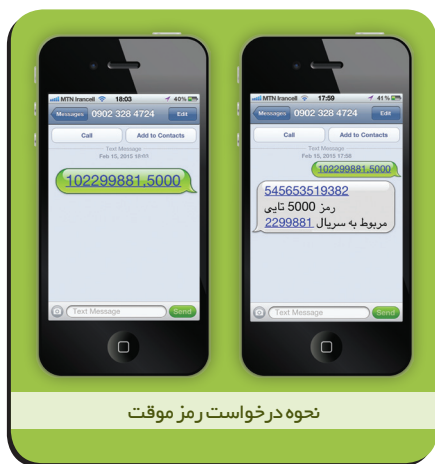 MTN Irancell 18:03 40%
Messages 0902 328 4724 Edit
Call Add to Contacts
Text Message
Feb 15, 2015 18:03
102299881,5000
Text Message Send
MTN Irancell 17:59 41%
Messages 0902 328 4724 Edit
Call Add to Contacts
Text Message
Feb 15, 2015 17:58
102299881,5000
545653519382
رمز 5000 تایی
مربوط به سریال 2299881
Text Message Send
نحوه درخواست رمز موقت